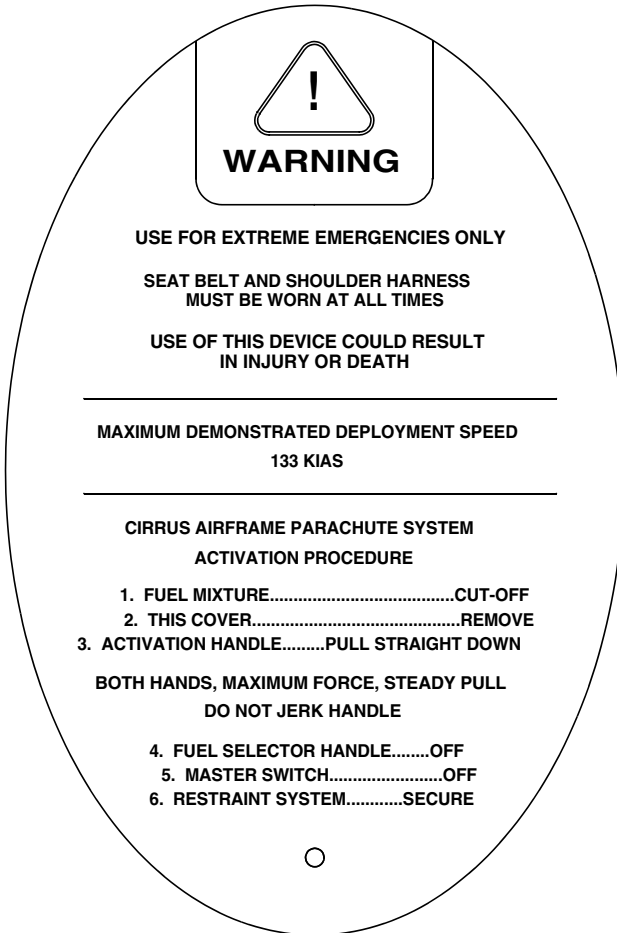 !
WARNING
USE FOR EXTREME EMERGENCIES ONLY
SEAT BELT AND SHOULDER HARNESS
MUST BE WORN AT ALL TIMES
USE OF THIS DEVICE COULD RESULT
IN INJURY OR DEATH
MAXIMUM DEMONSTRATED DEPLOYMENT SPEED
133 KIAS
CIRRUS AIRFRAME PARACHUTE SYSTEM
ACTIVATION PROCEDURE
1. FUEL MIXTURE.......................................CUT-OFF
2. THIS COVER............................................REMOVE
3. ACTIVATION HANDLE.........PULL STRAIGHT DOWN
BOTH HANDS, MAXIMUM FORCE, STEADY PULL
DO NOT JERK HANDLE
4. FUEL SELECTOR HANDLE........OFF
5. MASTER SWITCH........................OFF
6. RESTRAINT SYSTEM............SECURE